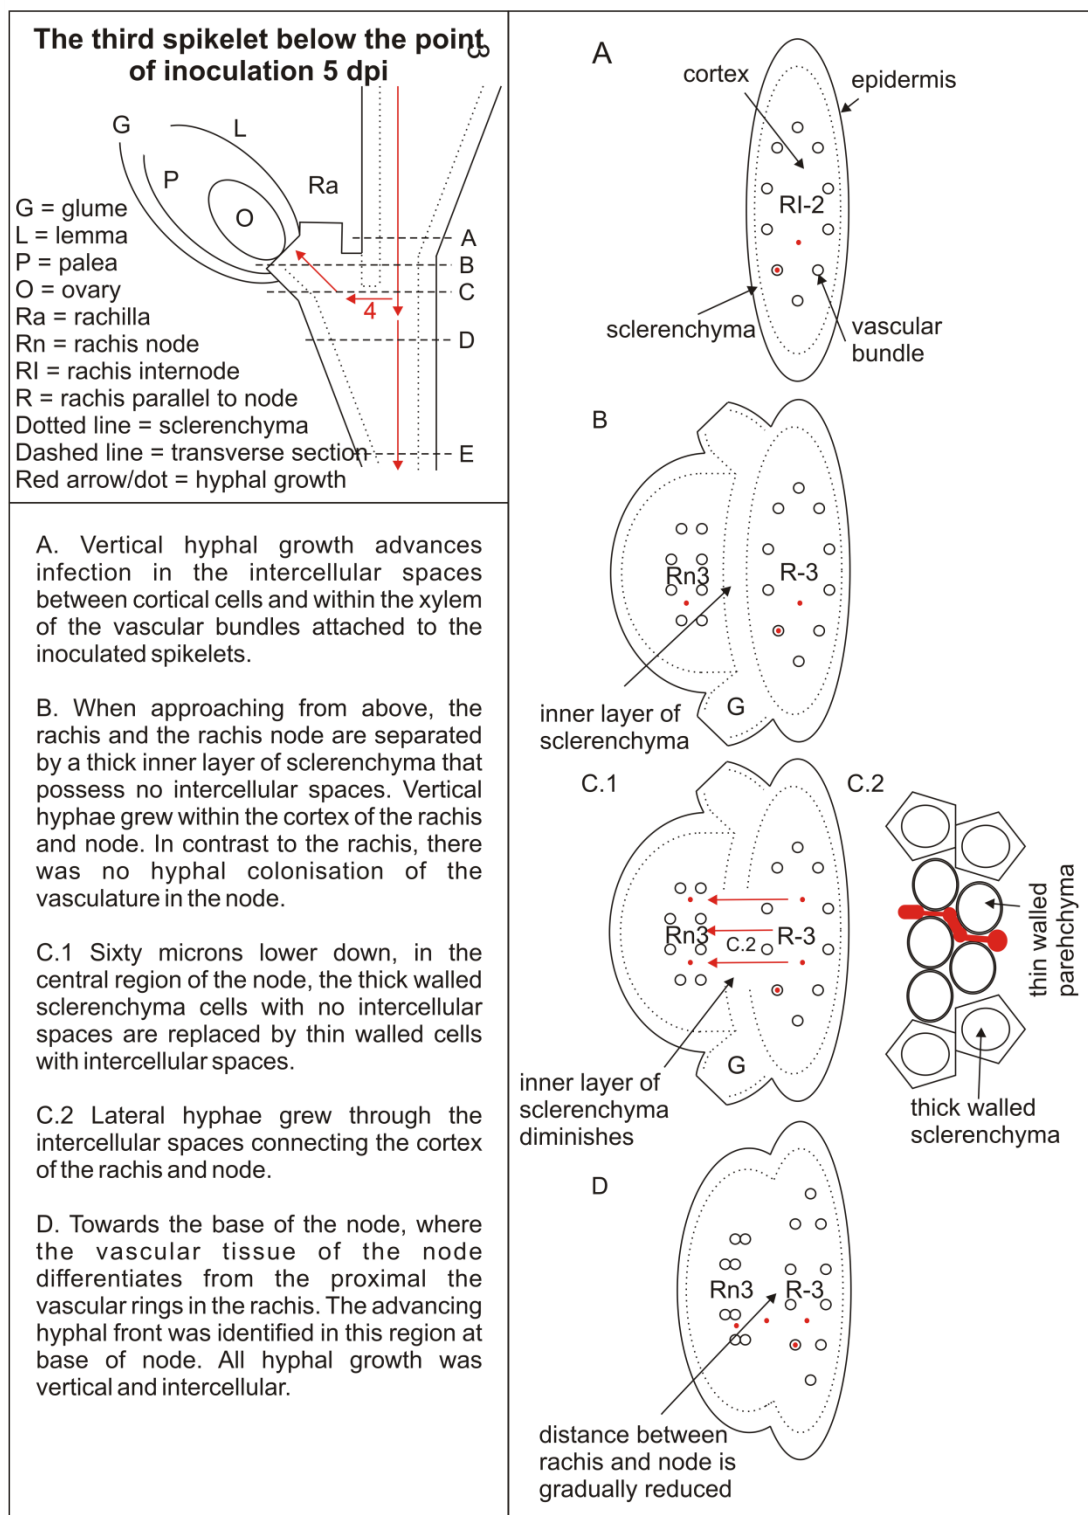 The third spikelet below the point
of inoculation 5 dpi
3
G
L
P
O
Ra
A
B
C
4
D
E
G = glume
L = lemma
P = palea
O = ovary
Ra = rachilla
Rn = rachis node
RI = rachis internode
R = rachis parallel to node
Dotted line = sclerenchyma
Dashed line = transverse section
Red arrow/dot = hyphal growth
A. Vertical hyphal growth advances
infection in the intercellular spaces
between cortical cells and within the xylem
of the vascular bundles attached to the
inoculated spikelets.
B. When approaching from above, the
rachis and the rachis node are separated
by a thick inner layer of sclerenchyma that
possess no intercellular spaces. Vertical
hyphae grew within the cortex of the rachis
and node. In contrast to the rachis, there
was no hyphal colonisation of the
vasculature in the node.
C.1 Sixty microns lower down, in the
central region of the node, the thick walled
sclerenchyma cells with no intercellular
spaces are replaced by thin walled cells
with intercellular spaces.
C.2 Lateral hyphae grew through the
intercellular spaces connecting the cortex
of the rachis and node.
D. Towards the base of the node, where
the vascular tissue of the node
differentiates from the proximal the
vascular rings in the rachis. The advancing
hyphal front was identified in this region at
base of node. All hyphal growth was
vertical and intercellular.
A
cortex
epidermis
RI-2
sclerenchyma
vascular
bundle
B
Rn3
R-3
inner layer of
sclerenchyma
G
C.1
Rn3
C.2
R-3
G
inner layer of
sclerenchyma
diminishes
C.2
thin walled
parehchyma
thick walled
sclerenchyma
D
Rn3
R-3
distance between
rachis and node is
gradually reduced